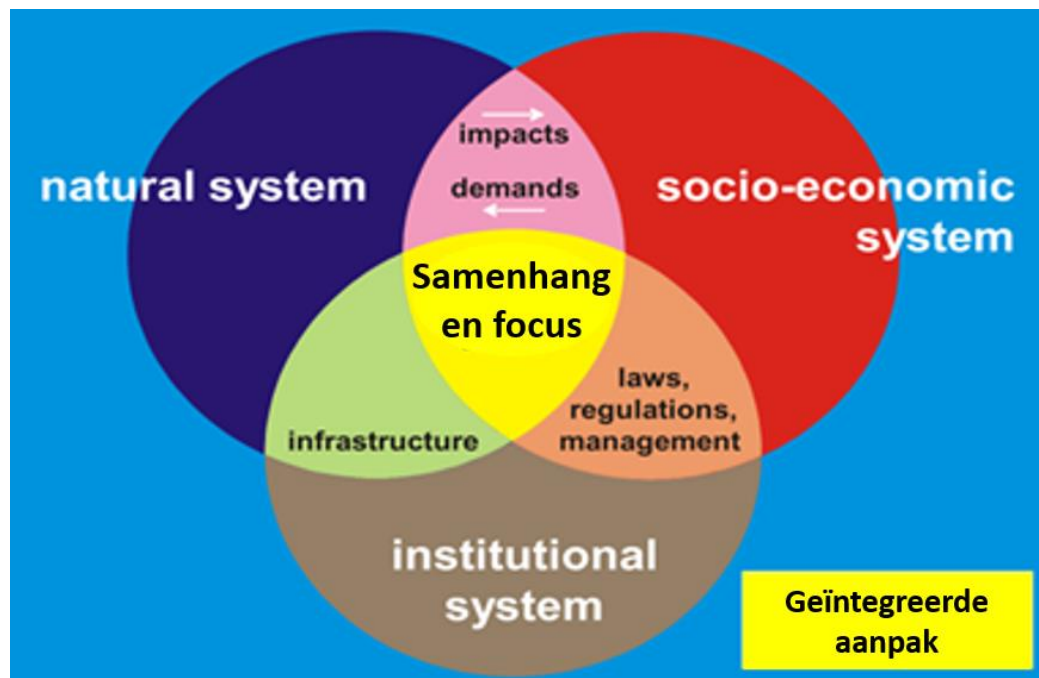 impacts
demands
natural system
socio-economic
system
Samenhang
en focus
laws,
regulations,
management
infrastructure
institutional
system
Geïntegreerde
aanpak